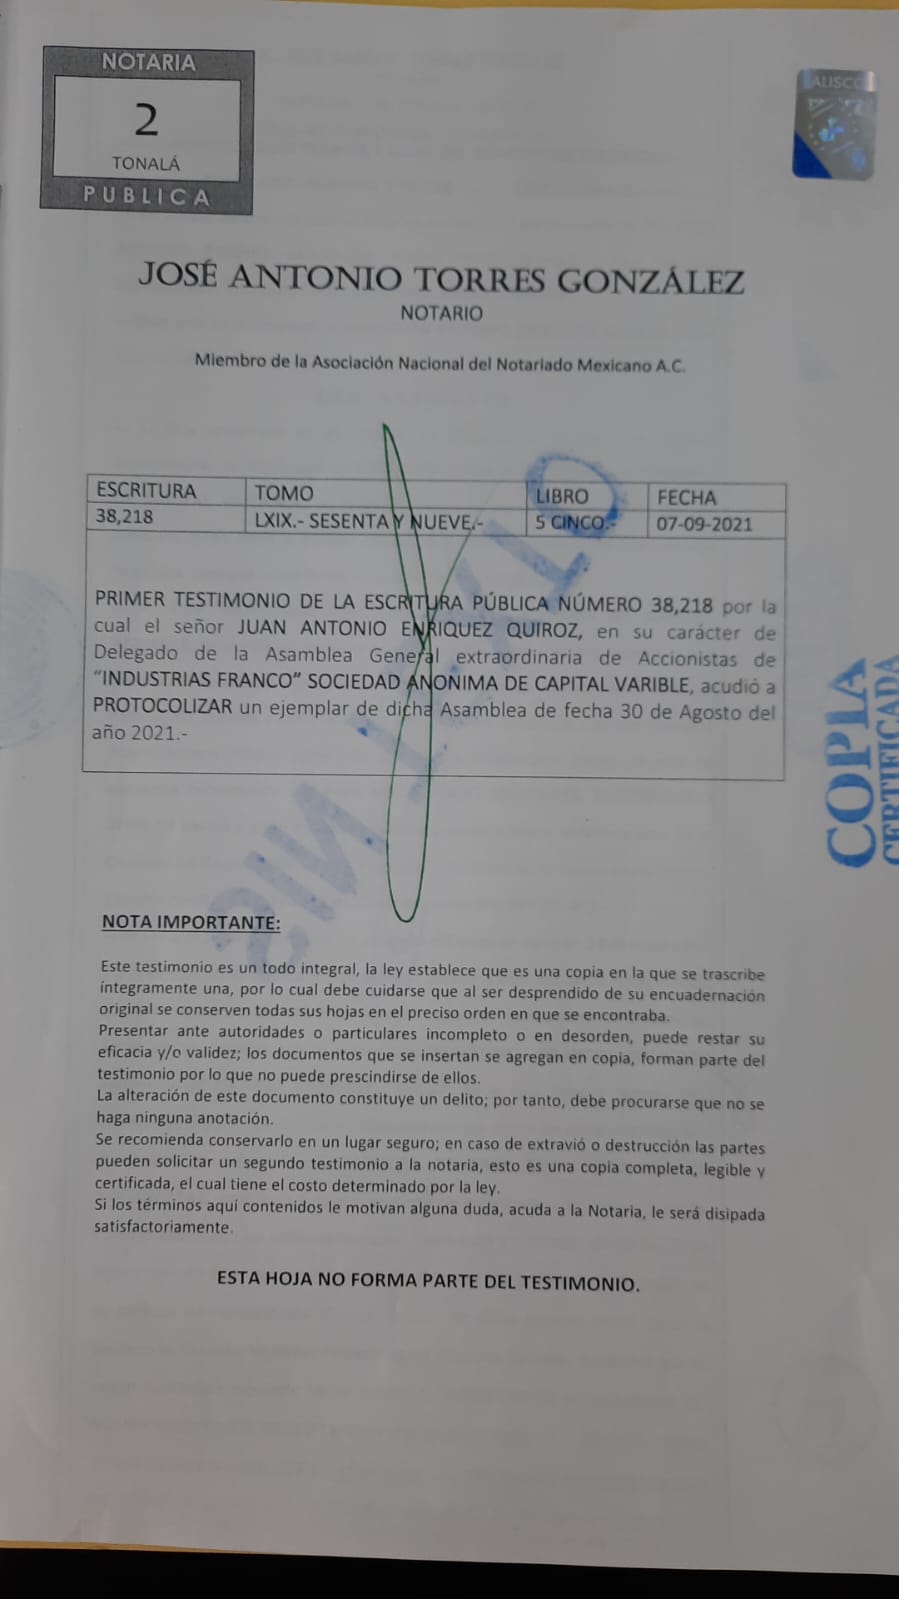 NOTARIA
2
TONALÁ
PUBLICA
JALISCO
JOSÉ ANTONIO TORRES GONZÁLEZ
NOTARIO
Miembro de la Asociación Nacional del Notariado Mexicano A.C.
ESCRITURA TOMO LIBRO FECHA
38,218 LXIX.- SESENTA Y NUEVE.- 5 CINCO.- 07-09-2021
PRIMER TESTIMONIO DE LA ESCRITURA PÚBLICA NÚMERO 38,218 por la
cual el señor JUAN ANTONIO ENRIQUEZ QUIROZ, en su carácter de
Delegado de la Asamblea General extraordinaria de Accionistas de
“INDUSTRIAS FRANCO” SOCIEDAD ANONIMA DE CAPITAL VARIBLE, acudió a
PROTOCOLIZAR un ejemplar de dicha Asamblea de fecha 30 de Agosto del
año 2021.-
SIN
COPIA
CERTIFICADA
NOTA IMPORTANTE:
Este testimonio es un todo integral, la ley establece que es una copia en la que se trascribe
íntegramente una, por lo cual debe cuidarse que al ser desprendido de su encuadernación
original se conserven todas sus hojas en el preciso orden en que se encontraba.
Presentar ante autoridades o particulares incompleto o en desorden, puede restar su
eficacia y/o validez; los documentos que se insertan se agregan en copia, forman parte del
testimonio por lo que no puede prescindirse de ellos.
La alteración de este documento constituye un delito; por tanto, debe procurarse que no se
haga ninguna anotación.
Se recomienda conservarlo en un lugar seguro; en caso de extravió o destrucción las partes
pueden solicitar un segundo testimonio a la notaria, esto es una copia completa, legible y
certificada, el cual tiene el costo determinado por la ley.
Si los términos aquí contenidos le motivan alguna duda, acuda a la Notaria, le será disipada
satisfactoriamente.
ESTA HOJA NO FORMA PARTE DEL TESTIMONIO.